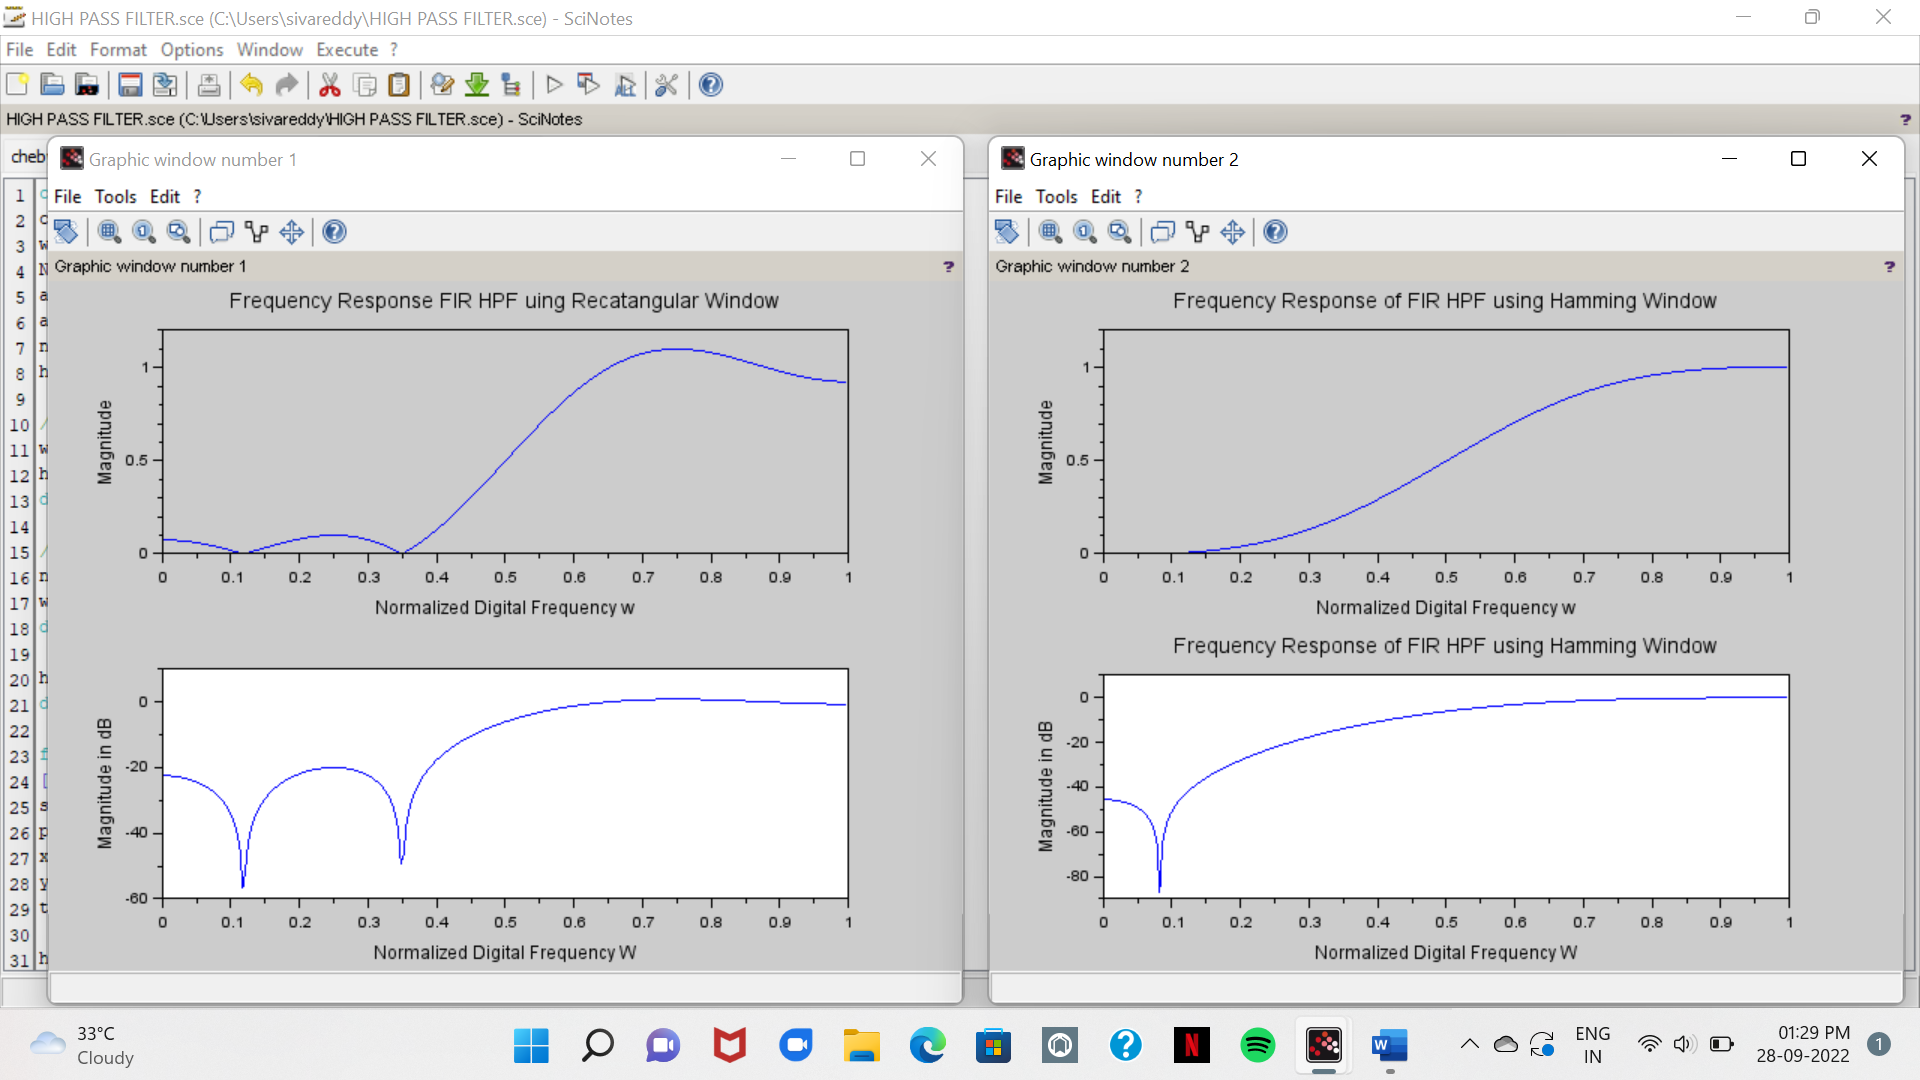 HIGH PASS FILTER.sce (C:\Users\sivareddy\HIGH PASS FILTER.sce) - SciNotes
File Edit Format Options Window Execute ?
HIGH PASS FILTER.sce (C:\Users\sivareddy\HIGH PASS FILTER.sce) - SciNotes ?
cheb
1
2
3
4
5
6
7
8
9
10
11
12
13
14
15
16
17
18
19
20
21
22
23
24
25
26
27
28
29
30
31
Graphic window number 1
File Tools Edit ?
Graphic window number 1 ?
Frequency Response FIR HPF uing Recatangular Window
Magnitude
1
0.5
0
0 0.1 0.2 0.3 0.4 0.5 0.6 0.7 0.8 0.9 1
Normalized Digital Frequency w
Magnitude in dB
0
-20
-40
-60
0 0.1 0.2 0.3 0.4 0.5 0.6 0.7 0.8 0.9 1
Normalized Digital Frequency W
Graphic window number 2
File Tools Edit ?
Graphic window number 2 ?
Frequency Response of FIR HPF using Hamming Window
Magnitude
1
0.5
0
0 0.1 0.2 0.3 0.4 0.5 0.6 0.7 0.8 0.9 1
Normalized Digital Frequency w
Frequency Response of FIR HPF using Hamming Window
Magnitude in dB
0
-20
-40
-60
-80
0 0.1 0.2 0.3 0.4 0.5 0.6 0.7 0.8 0.9 1
Normalized Digital Frequency W
33°C
Cloudy
ENG
IN
01:29 PM
28-09-2022
1